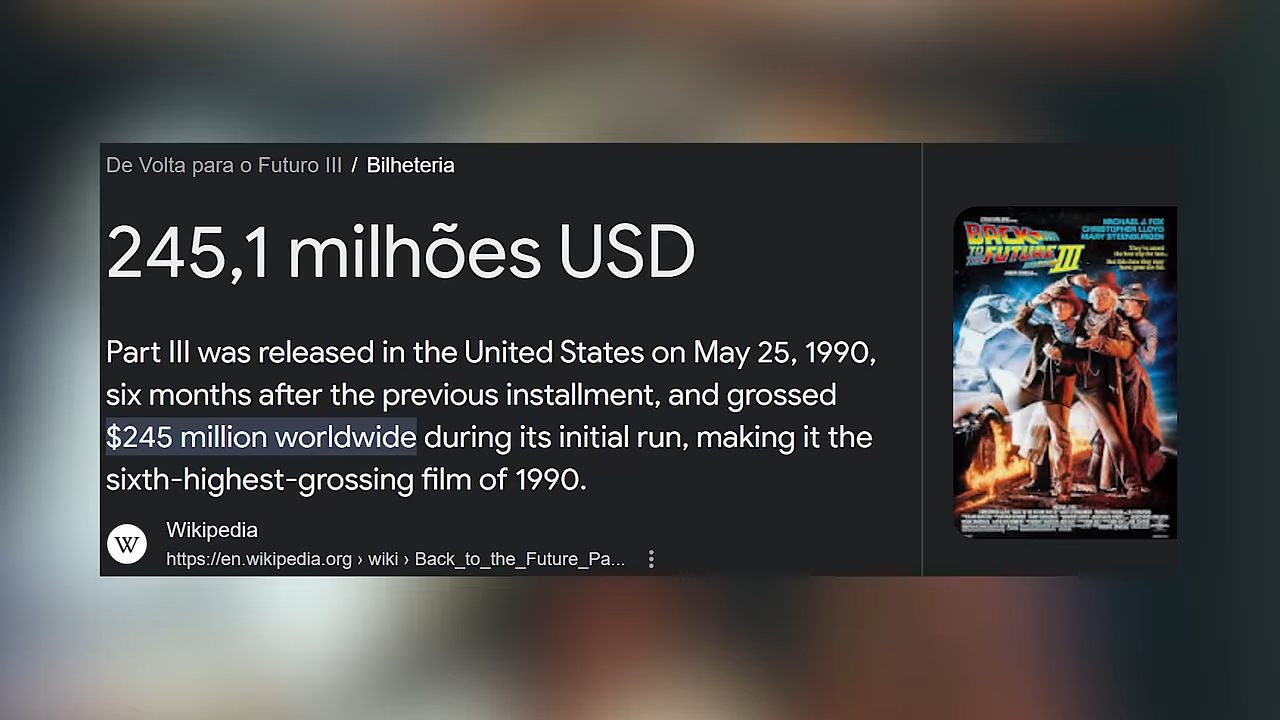 De Volta para o Futuro III / Bilheteria
245,1 milhões USD
Part III was released in the United States on May 25, 1990,
six months after the previous installment, and grossed
$245 million worldwide during its initial run, making it the
sixth-highest-grossing film of 1990.
W
Wikipedia
https://en.wikipedia.org › wiki › Back_to_the_Future_Pa...
MICHAEL J. FOX
CHRISTOPHER LLOYD
MARY STEENBURGEN
BACK
TO THE
FUTURE
III